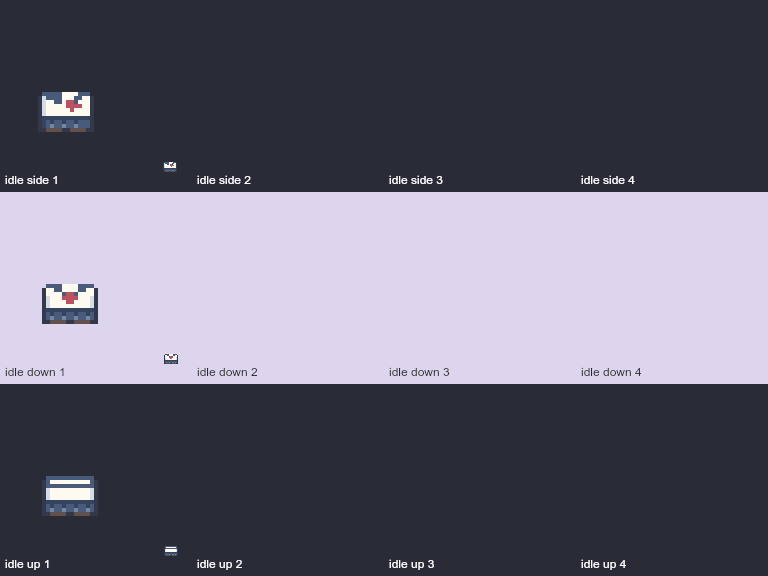 idle side 1
idle side 2
idle side 3
idle side 4
idle down 1
idle down 2
idle down 3
idle down 4
idle up 1
idle up 2
idle up 3
idle up 4